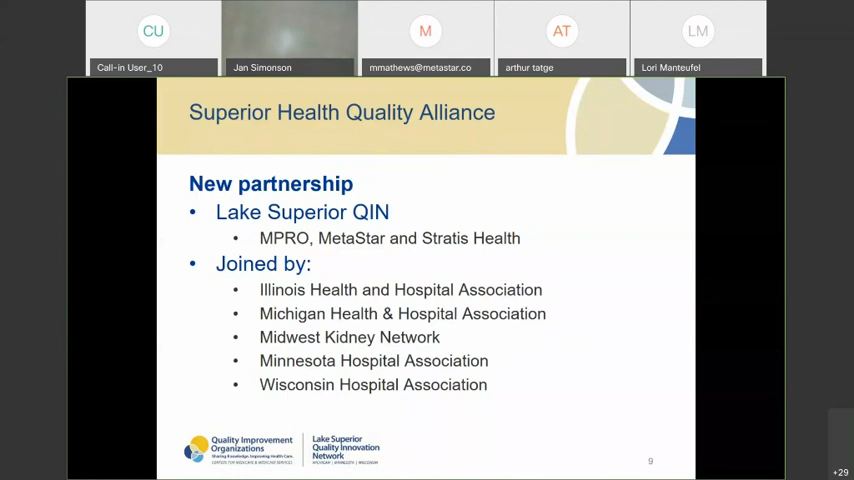 CU
M
AT
LM
Call-in User_10
Jan Simonson
mmathews@metastar.co
arthur tatge
Lori Manteufel
Superior Health Quality Alliance
New partnership
• Lake Superior QIN
• MPRO, MetaStar and Stratis Health
• Joined by:
• Illinois Health and Hospital Association
• Michigan Health & Hospital Association
• Midwest Kidney Network
• Minnesota Hospital Association
• Wisconsin Hospital Association
Quality Improvement
Organizations
Sharing Knowledge. Improving Health Care.
CENTERS FOR MEDICARE & MEDICAID SERVICES
Lake Superior
Quality Innovation
Network
MICHIGAN | MINNESOTA | WISCONSIN
9
+29